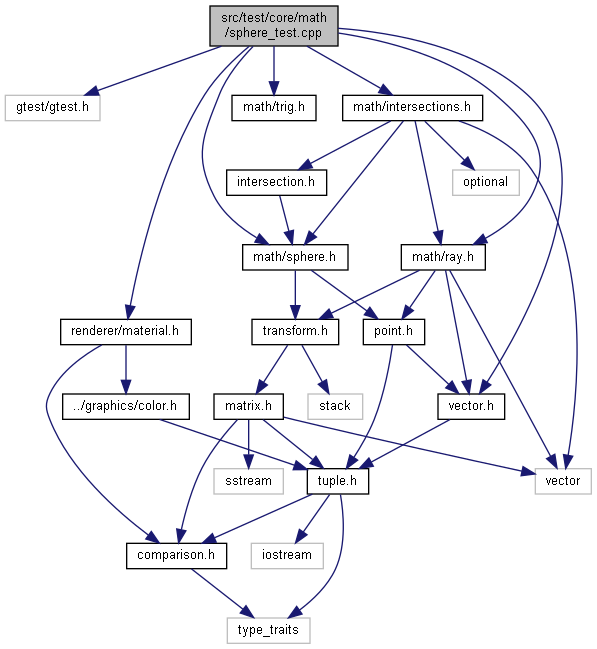 src/test/core/math
/sphere_test.cpp
gtest/gtest.h
math/trig.h
math/intersections.h
intersection.h
optional
math/sphere.h
math/ray.h
renderer/material.h
transform.h
point.h
../graphics/color.h
matrix.h
stack
vector.h
sstream
tuple.h
vector
comparison.h
iostream
type_traits